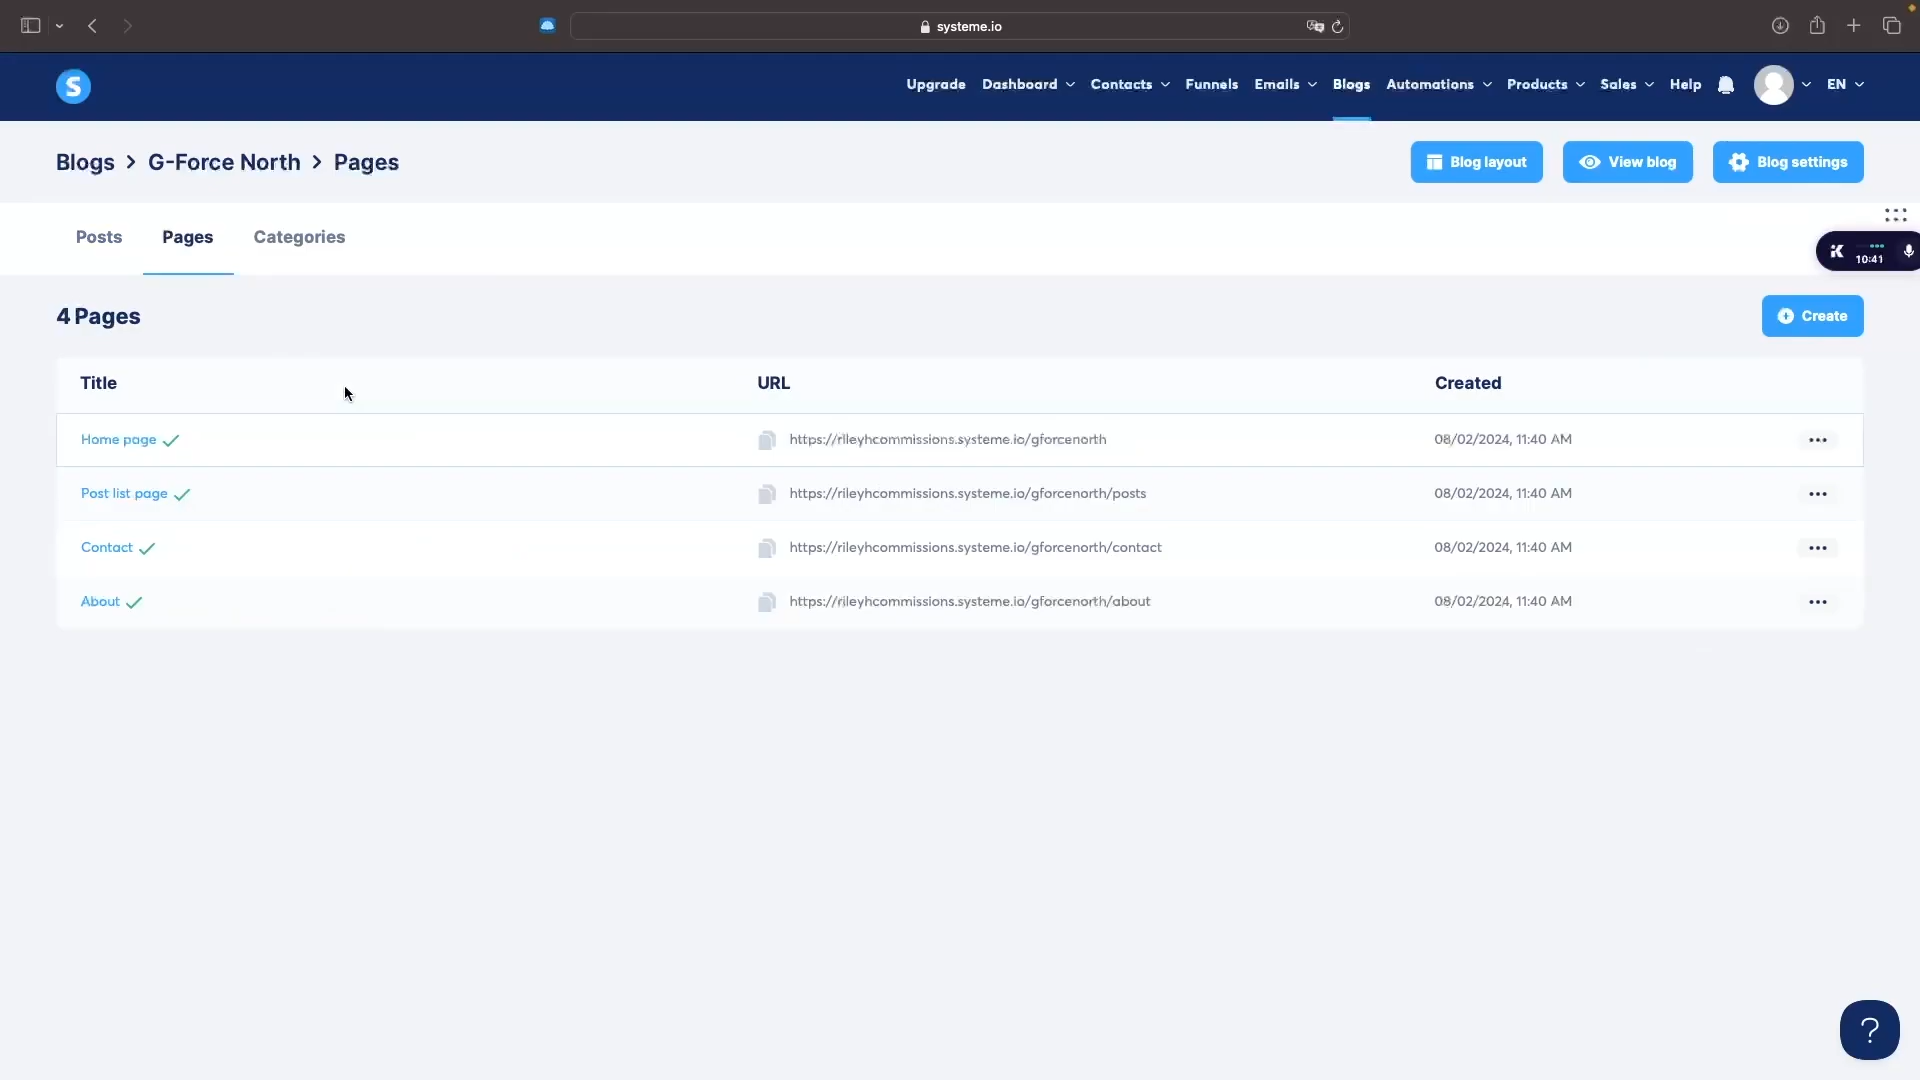 systeme.io
S
Upgrade Dashboard Contacts Funnels Emails Blogs Automations Products Sales Help EN
Blogs > G-Force North > Pages
Blog layout View blog Blog settings
Posts Pages Categories
10:41
4 Pages
Create
Title URL Created
Home page https://rileyhcommissions.systeme.io/gforcenorth 08/02/2024, 11:40 AM
Post list page https://rileyhcommissions.systeme.io/gforcenorth/posts 08/02/2024, 11:40 AM
Contact https://rileyhcommissions.systeme.io/gforcenorth/contact 08/02/2024, 11:40 AM
About https://rileyhcommissions.systeme.io/gforcenorth/about 08/02/2024, 11:40 AM
?